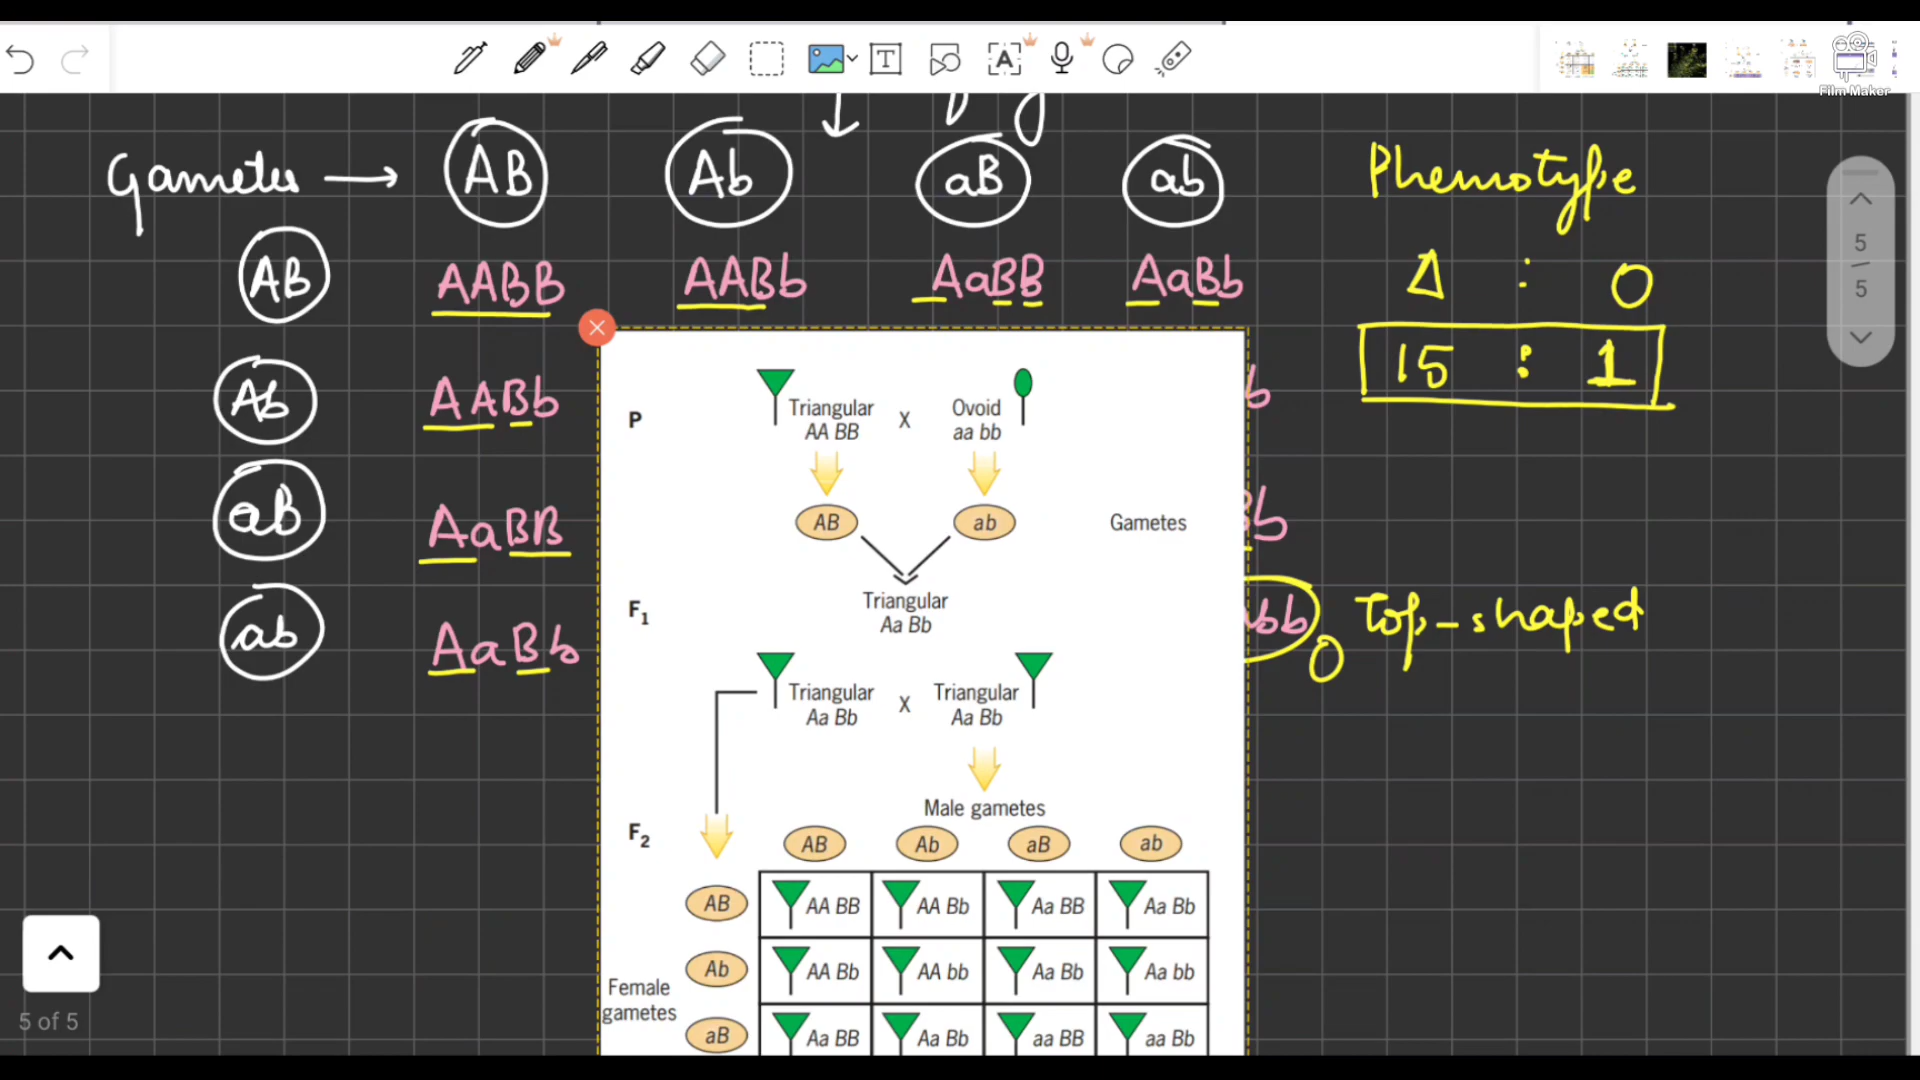 Film Maker
Gametes → AB Ab aB ab
Phenotype
AB AABB AABb AaBB AaBb
Δ : O
5
5
15 : 1
Ab AABb
P Triangular X Ovoid
AA BB aa bb
aB AaBB
AB ab Gametes
F1 Triangular
Aa Bb
ab AaBb
bb
Top-shaped
Triangular X Triangular
Aa Bb Aa Bb
Male gametes
F2 AB Ab aB ab
AB AA BB AA Bb Aa BB Aa Bb
Ab AA Bb AA bb Aa Bb Aa bb
Female
gametes
aB Aa BB Aa Bb aa BB aa Bb
5 of 5